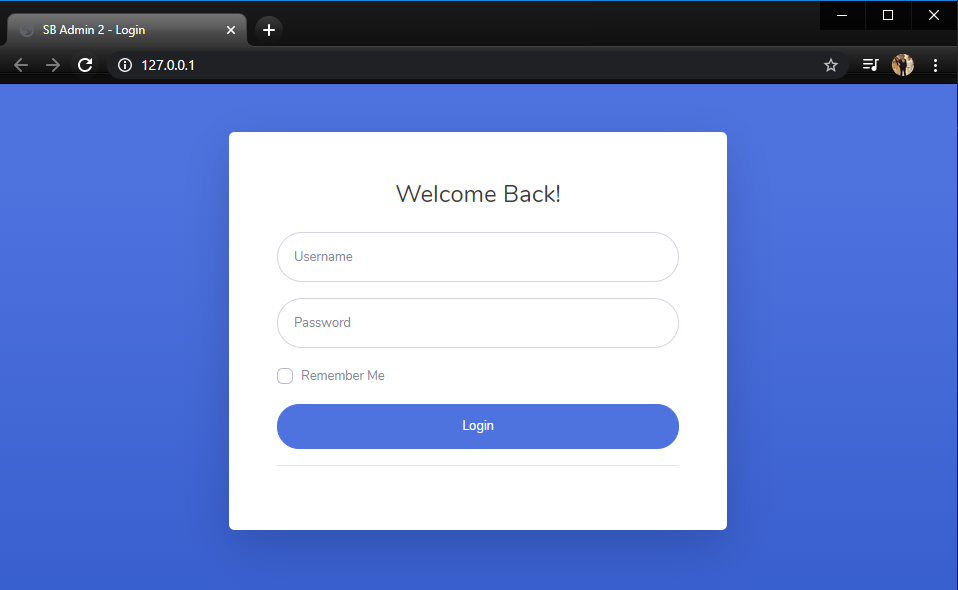 SB Admin 2 - Login
127.0.0.1
Welcome Back!
Username
Password
Remember Me
Login